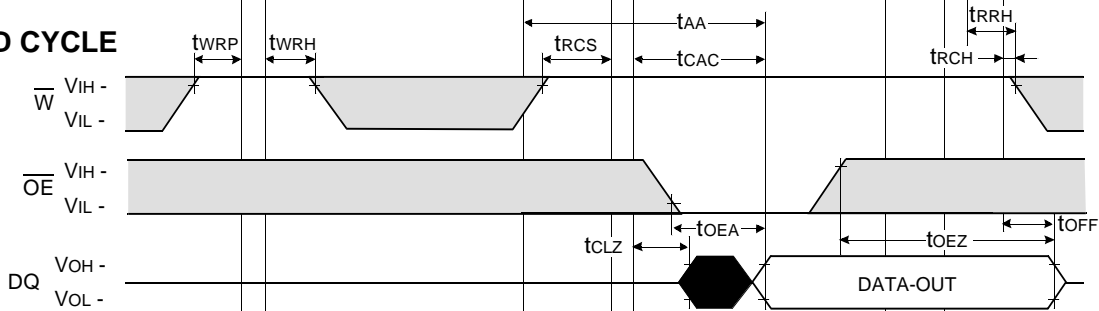 tRRH
tAA
D CYCLE
tWRP
tWRH
tRCS
tCAC
tRCH
W
VIH -
VIL -
OE
VIH -
VIL -
tOEA
tOFF
tCLZ
tOEZ
DQ
VOH -
VOL -
DATA-OUT